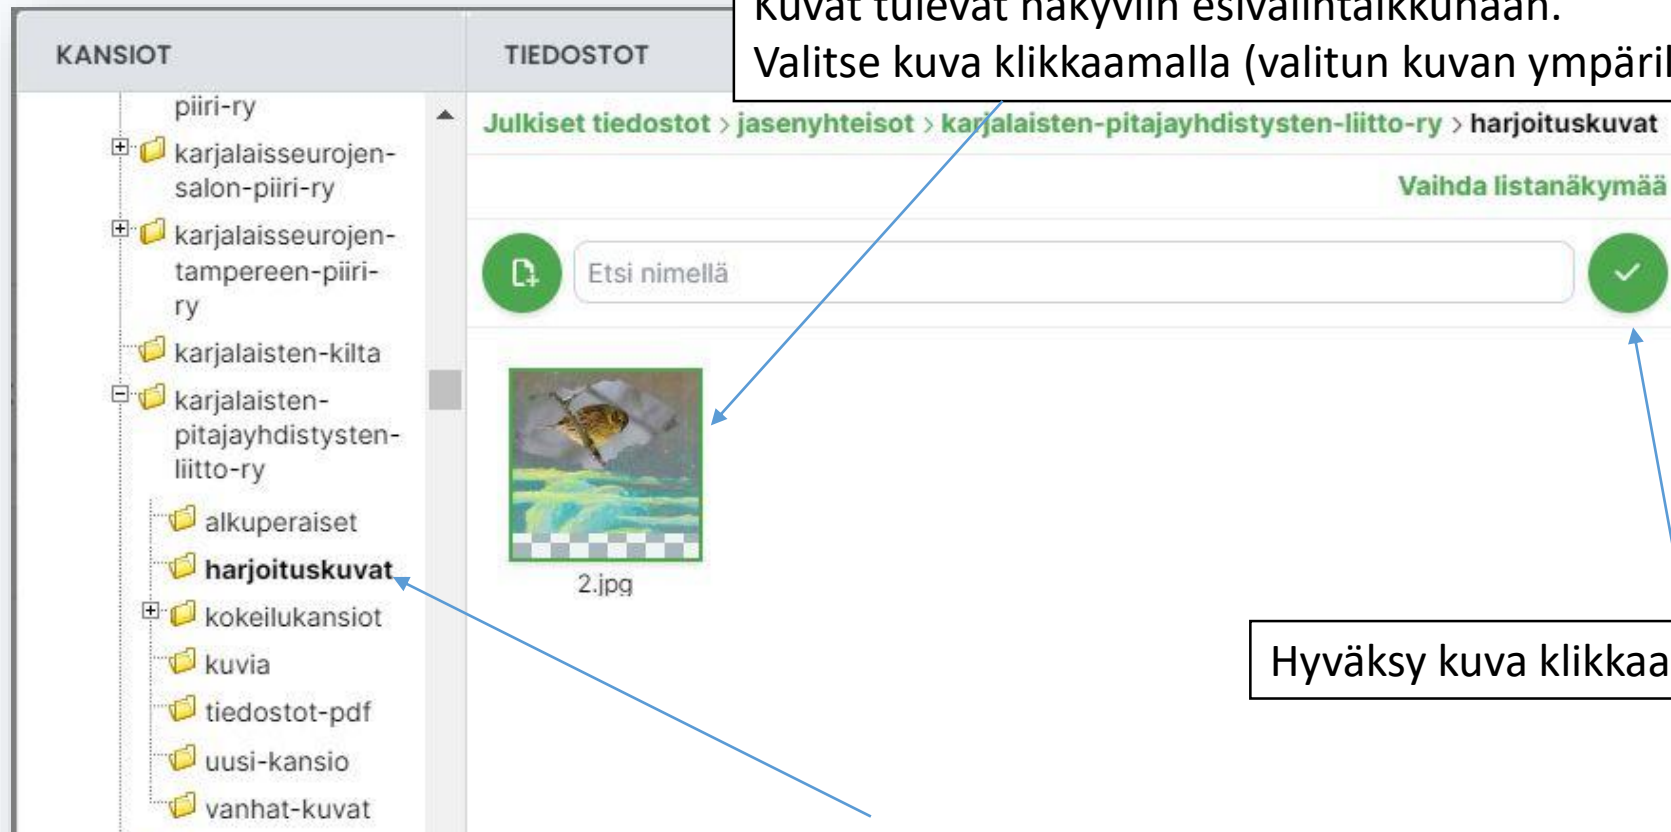 Kuvat tulevat näkyviin esivalintaikkunaan.
Valitse kuva klikkaamalla (valitun kuvan
KANSIOT
TIEDOSTOT
piiri-ry
karjalaisseurojen-
salon-piiri-ry
karjalaisseurojen-
tampereen-piiri-
ry
karjalaisten-kilta
karjalaisten-
pitajayhdistysten-
liitto-ry
alkuperaiset
harjoituskuvat
kokeilukansiot
kuvia
tiedostot-pdf
uusi-kansio
vanhat-kuvat
Julkiset tiedostot > jasenyhteisot > karjalaisten-pitajayhdistysten-liitto-ry > harjoituskuvat
Vaihda listanäkymää
Etsi nimellä
2.jpg
Hyväksy kuva